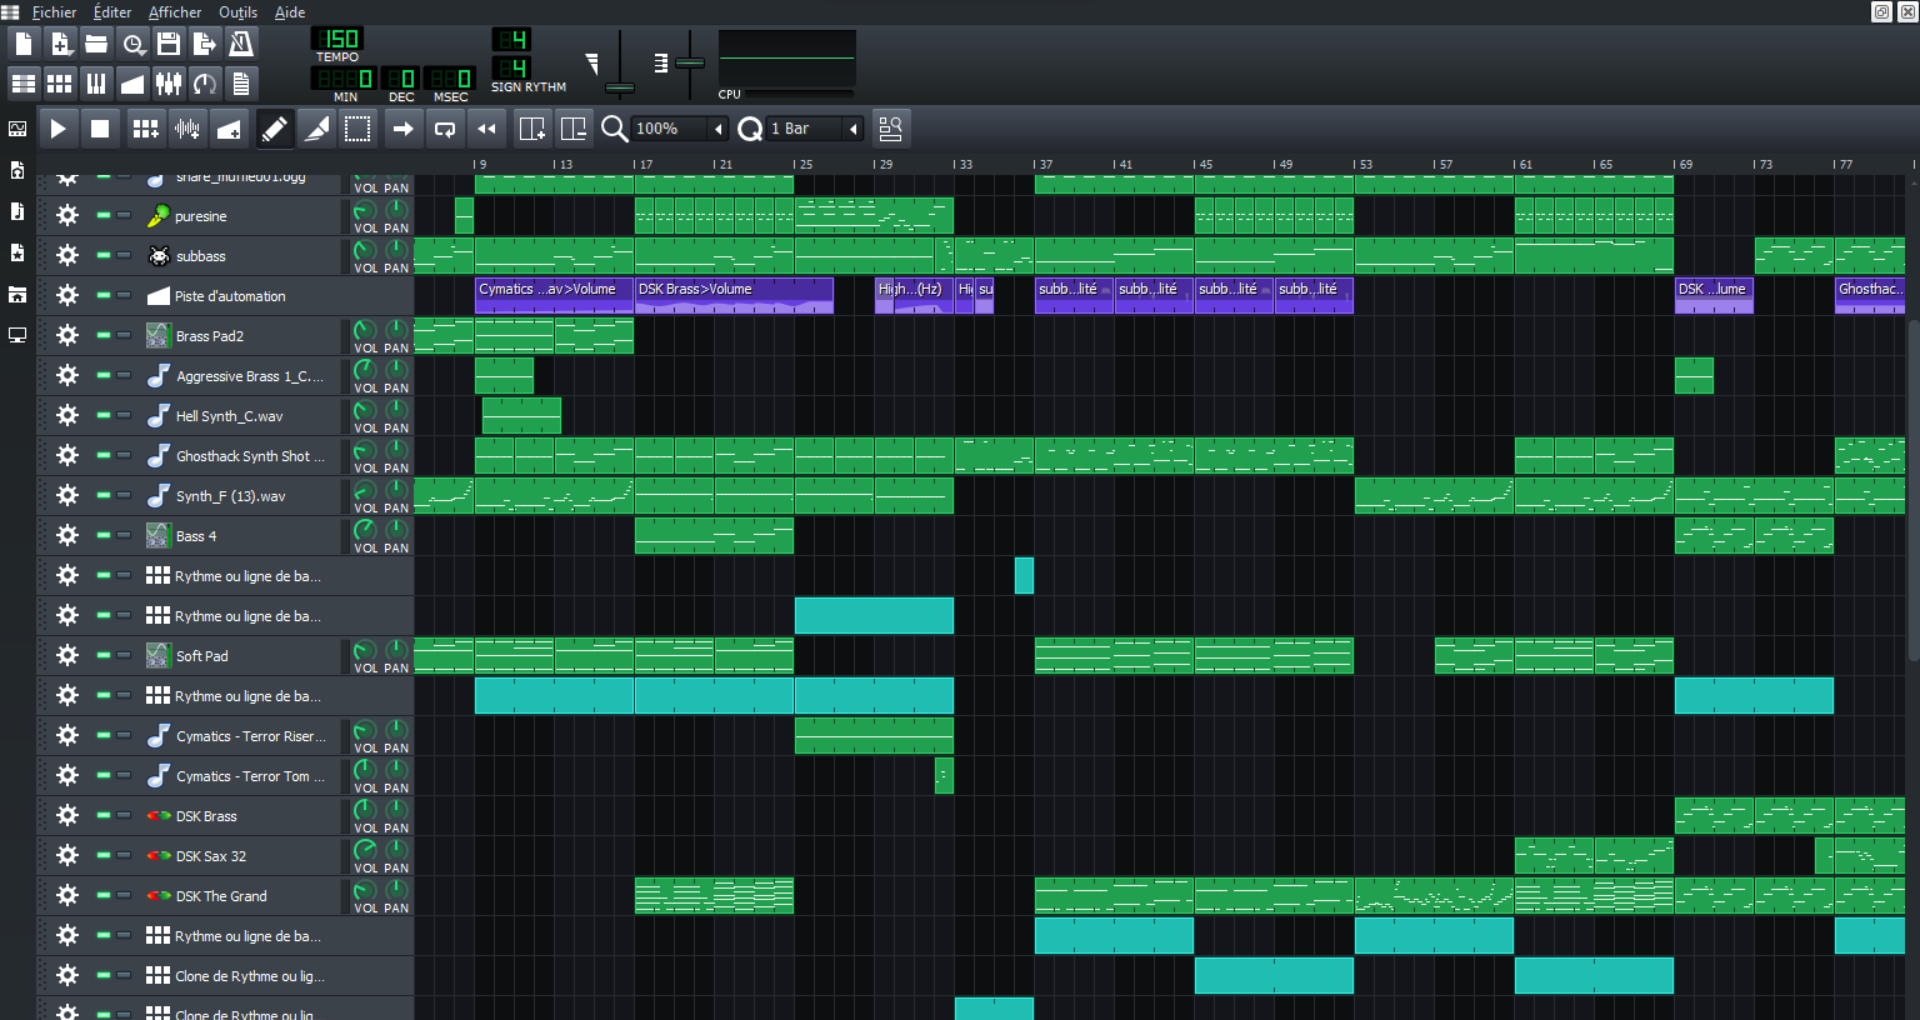 Fichier Éditer Afficher Outils Aide
150
TEMPO
4
4
SIGN RYTHM
0 0 0
MIN DEC MSEC
CPU
100%
1 Bar
9 13 17 21 25 29 33 37 41 45 49 53 57 61 65 69 73 77
snare_muffled01.ogg VOL PAN
puresine VOL PAN
subbass VOL PAN
Piste d'automation
Cymatics ...av>Volume DSK Brass>Volume High...(Hz) Hi su subb...lité subb...lité subb...lité subb...lité DSK ...lume Ghosthac...
Brass Pad2 VOL PAN
Aggressive Brass 1_C.... VOL PAN
Hell Synth_C.wav VOL PAN
Ghosthack Synth Shot ... VOL PAN
Synth_F (13).wav VOL PAN
Bass 4 VOL PAN
Rythme ou ligne de ba...
Rythme ou ligne de ba...
Soft Pad VOL PAN
Rythme ou ligne de ba...
Cymatics - Terror Riser... VOL PAN
Cymatics - Terror Tom ... VOL PAN
DSK Brass VOL PAN
DSK Sax 32 VOL PAN
DSK The Grand VOL PAN
Rythme ou ligne de ba...
Clone de Rythme ou lig...
Clone de Rythme ou lig